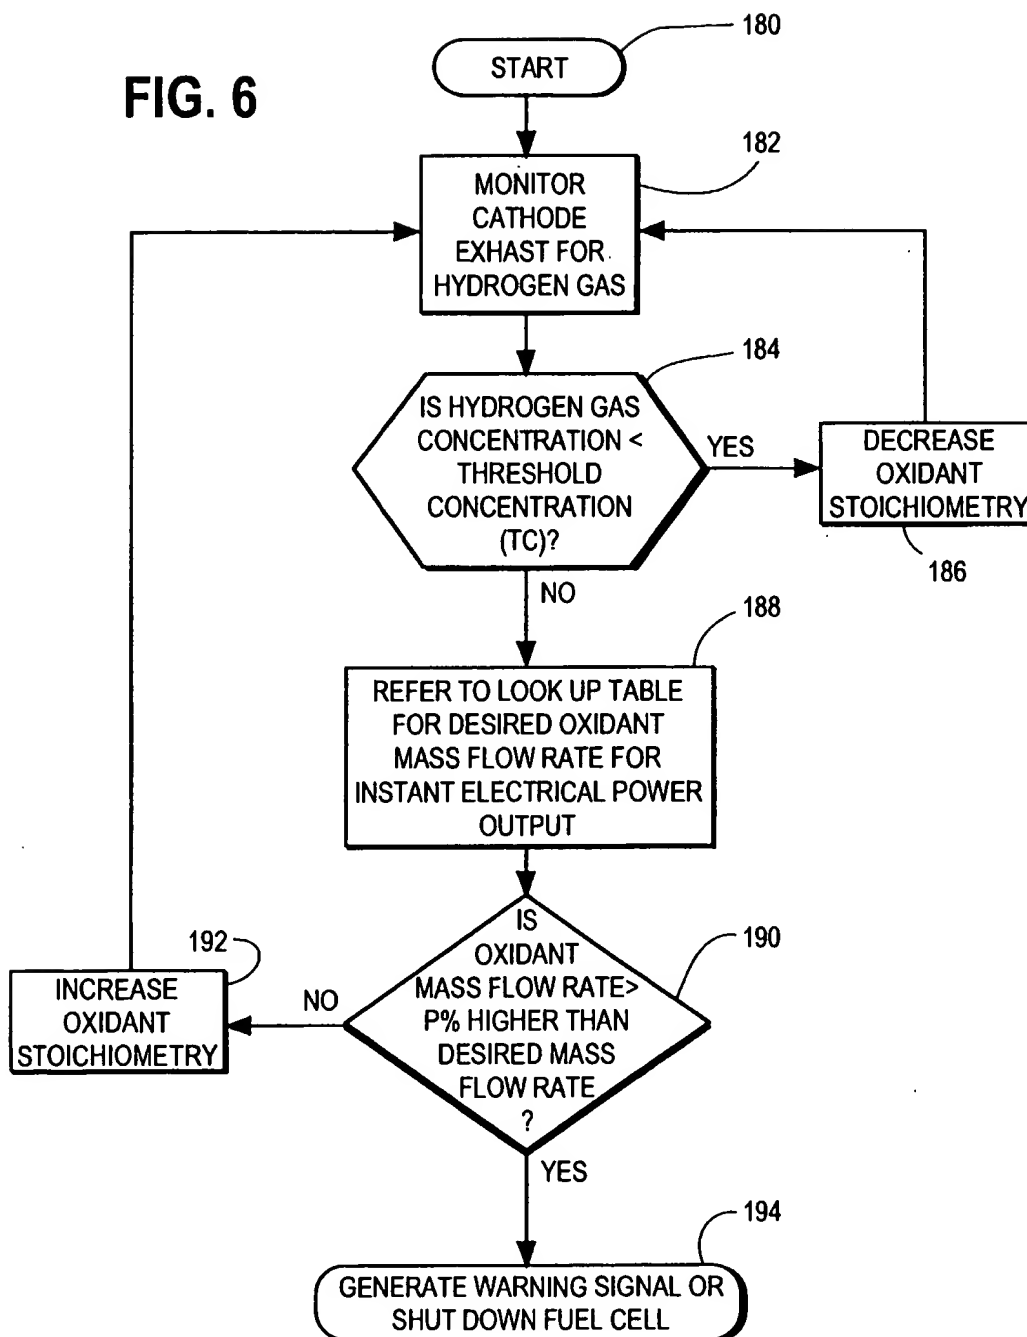 FIG. 6
180
START
182
MONITOR
CATHODE
EXHAST FOR
HYDROGEN GAS
184
IS HYDROGEN GAS
CONCENTRATION <
THRESHOLD
CONCENTRATION
(TC)?
YES
DECREASE
OXIDANT
STOICHIOMETRY
186
NO
188
REFER TO LOOK UP TABLE
FOR DESIRED OXIDANT
MASS FLOW RATE FOR
INSTANT ELECTRICAL POWER
OUTPUT
190
IS
OXIDANT
MASS FLOW RATE>
P% HIGHER THAN
DESIRED MASS
FLOW RATE
?
NO
192
INCREASE
OXIDANT
STOICHIOMETRY
YES
194
GENERATE WARNING SIGNAL OR
SHUT DOWN FUEL CELL